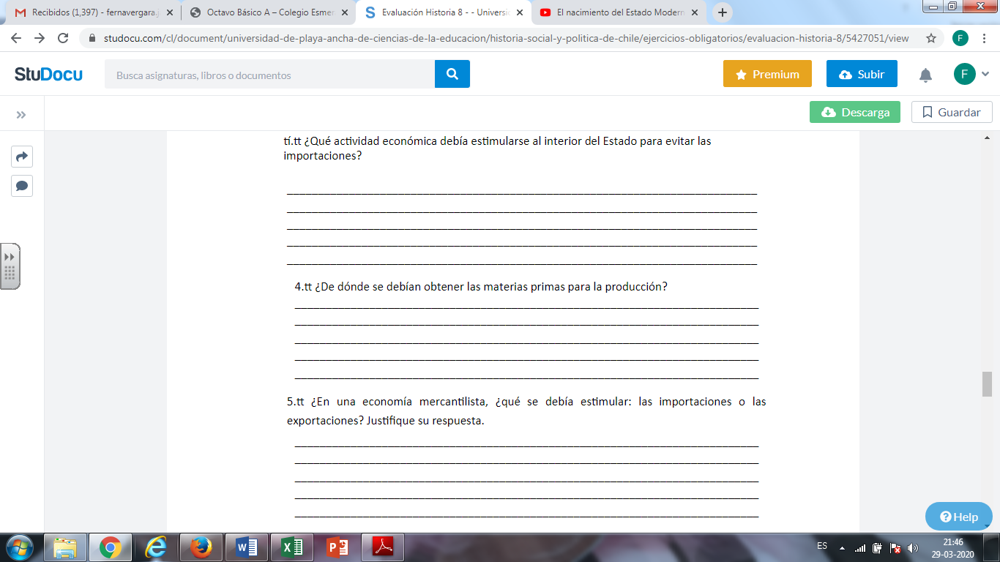 Recibidos (1,397) - fernavergara.j
Octavo Básico A – Colegio Esmer
Evaluación Historia 8 - - Universi
El nacimiento del Estado Modern
studocu.com/cl/document/universidad-de-playa-ancha-de-ciencias-de-la-educacion/historia-social-y-politica-de-chile/ejercicios-obligatorios/evaluacion-historia-8/5427051/view
F
StuDocu
Busca asignaturas, libros o documentos
Premium
Subir
F
Descarga
Guardar
tí.tt ¿Qué actividad económica debía estimularse al interior del Estado para evitar las
importaciones?
4.tt ¿De dónde se debían obtener las materias primas para la producción?
5.tt ¿En una economía mercantilista, ¿qué se debía estimular: las importaciones o las
exportaciones? Justifique su respuesta.
Help
ES
21:46
29-03-2020